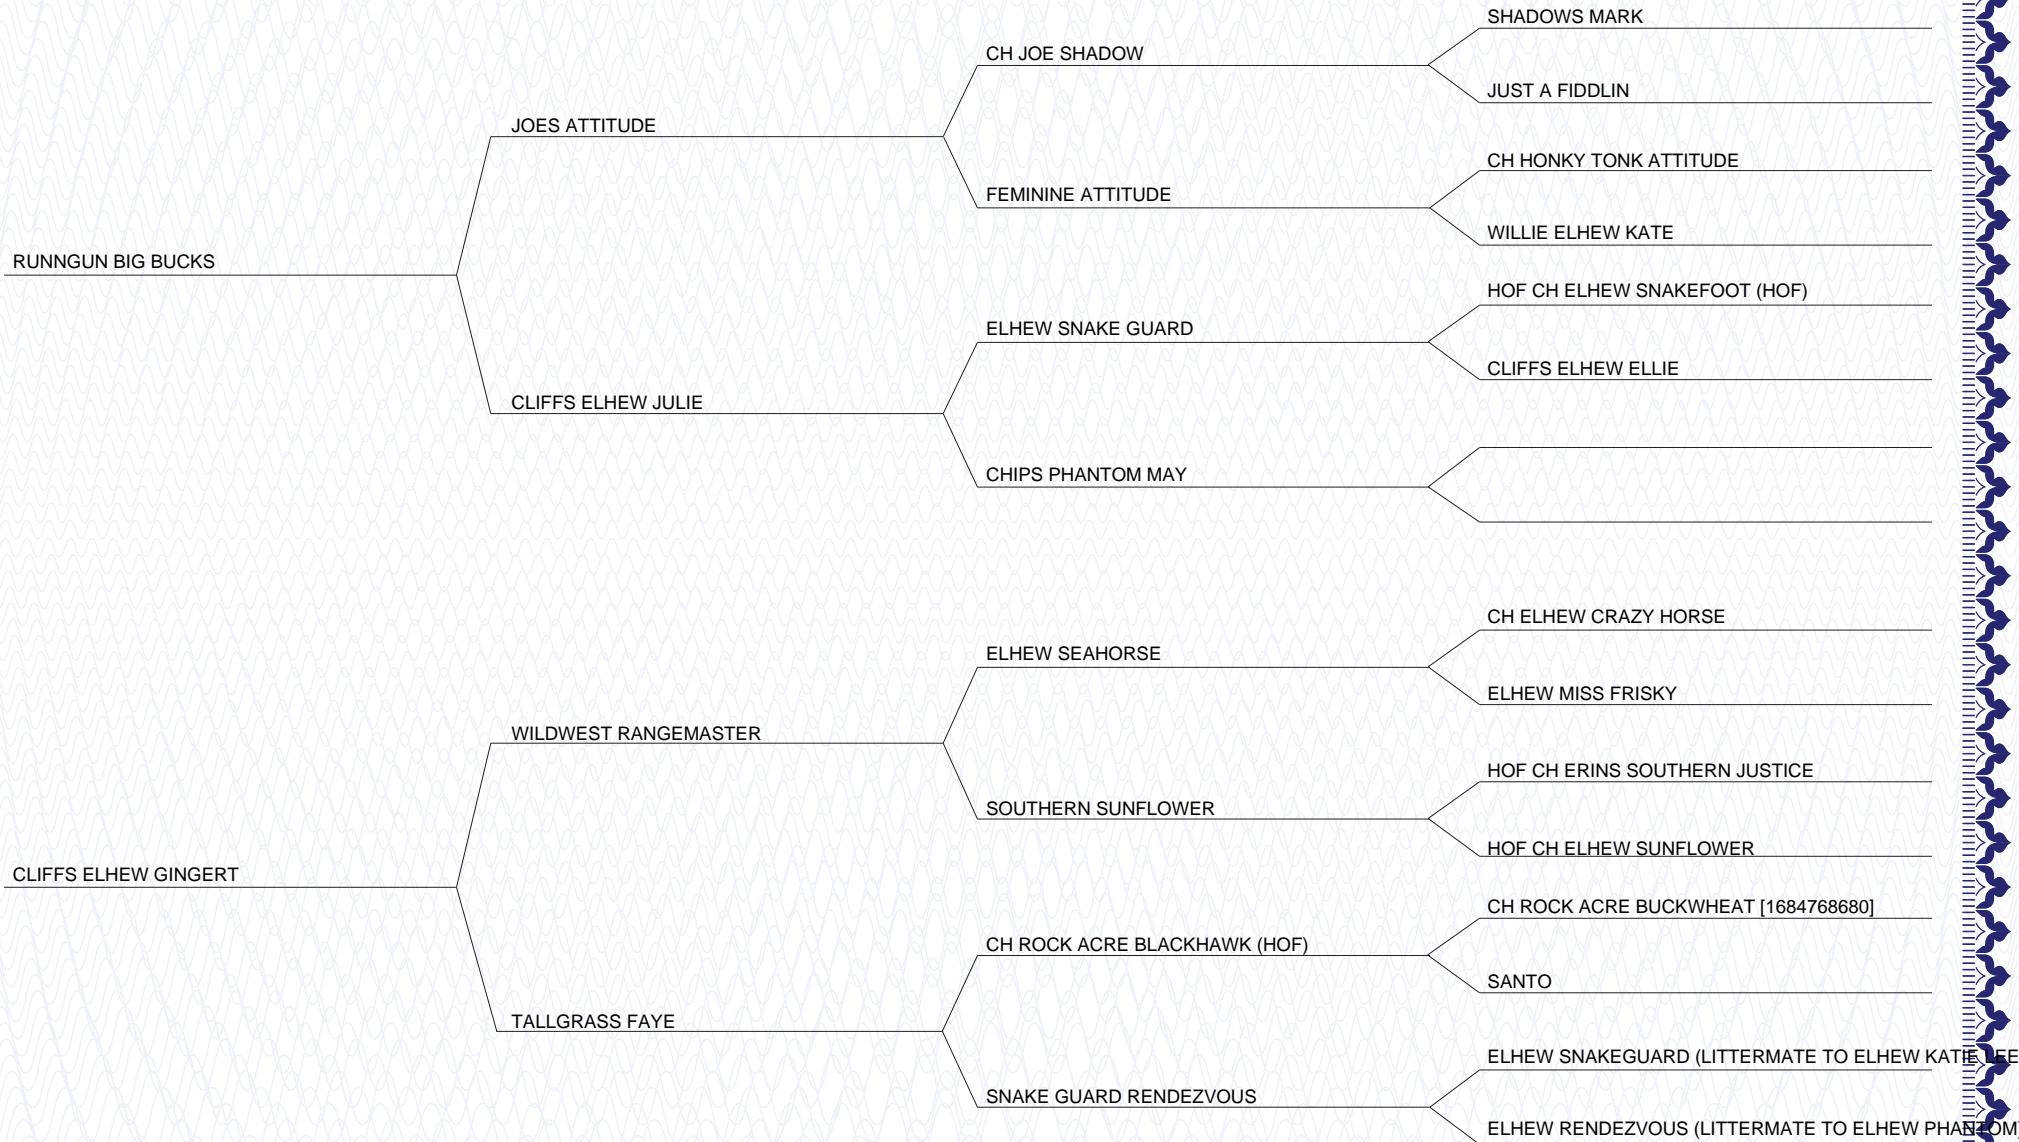 SHADOWS MARK
CH JOE SHADOW
JUST A FIDDLIN
JOES ATTITUDE
CH HONKY TONK ATTITUDE
FEMININE ATTITUDE
WILLIE ELHEW KATE
RUNNGUN BIG BUCKS
HOF CH ELHEW SNAKEFOOT (HOF)
ELHEW SNAKE GUARD
CLIFFS ELHEW ELLIE
CLIFFS ELHEW JULIE
CHIPS PHANTOM MAY
CH ELHEW CRAZY HORSE
ELHEW SEAHORSE
ELHEW MISS FRISKY
WILDWEST RANGEMASTER
HOF CH ERINS SOUTHERN JUSTICE
SOUTHERN SUNFLOWER
HOF CH ELHEW SUNFLOWER
CLIFFS ELHEW GINGERT
CH ROCK ACRE BUCKWHEAT [1684768680]
CH ROCK ACRE BLACKHAWK (HOF)
SANTO
TALLGRASS FAYE
ELHEW SNAKEGUARD (LITTERMATE TO ELHEW KATIE LEE
SNAKE GUARD RENDEZVOUS
ELHEW RENDEZVOUS (LITTERMATE TO ELHEW PHANTOM)